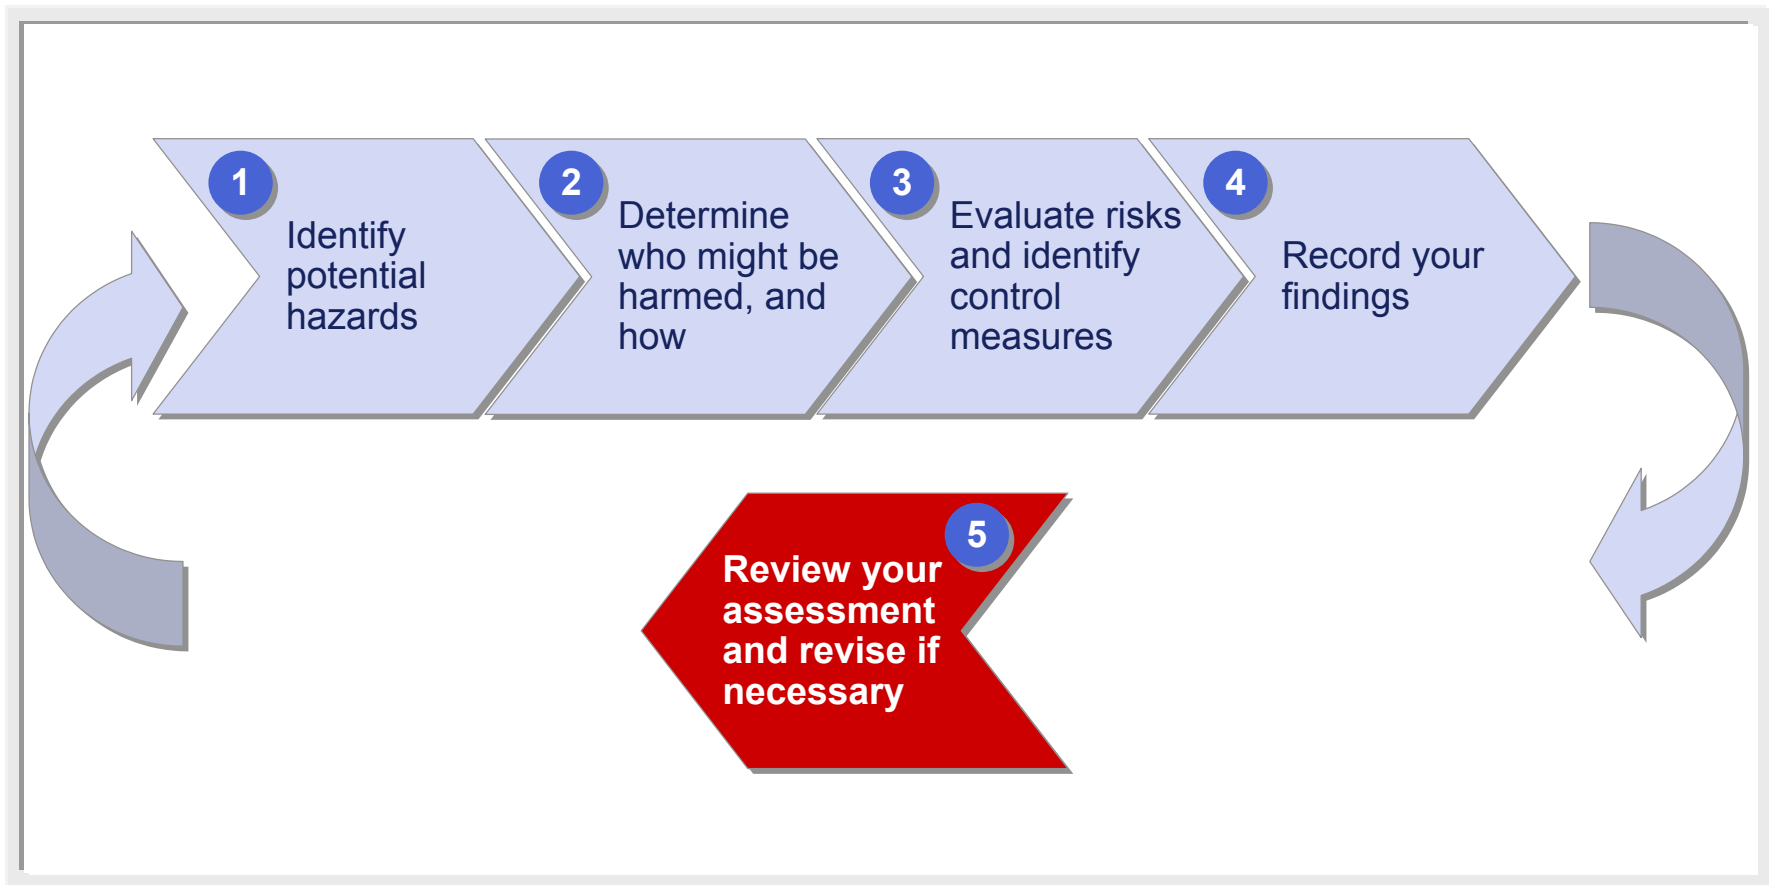 1
Identify
potential
hazards
2
Determine
who might be
harmed, and
how
3
Evaluate risks
and identify
control
measures
4
Record your
findings
5
Review your
assessment
and revise if
necessary